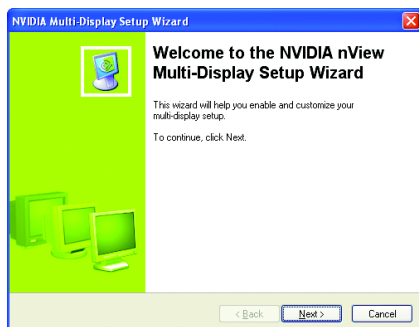 NVIDIA Multi-Display Setup Wizard
Welcome to the NVIDIA nView
Multi-Display Setup Wizard
This wizard will help you enable and customize your
multi-display setup.
To continue, click Next.
< Back
Next >
Cancel